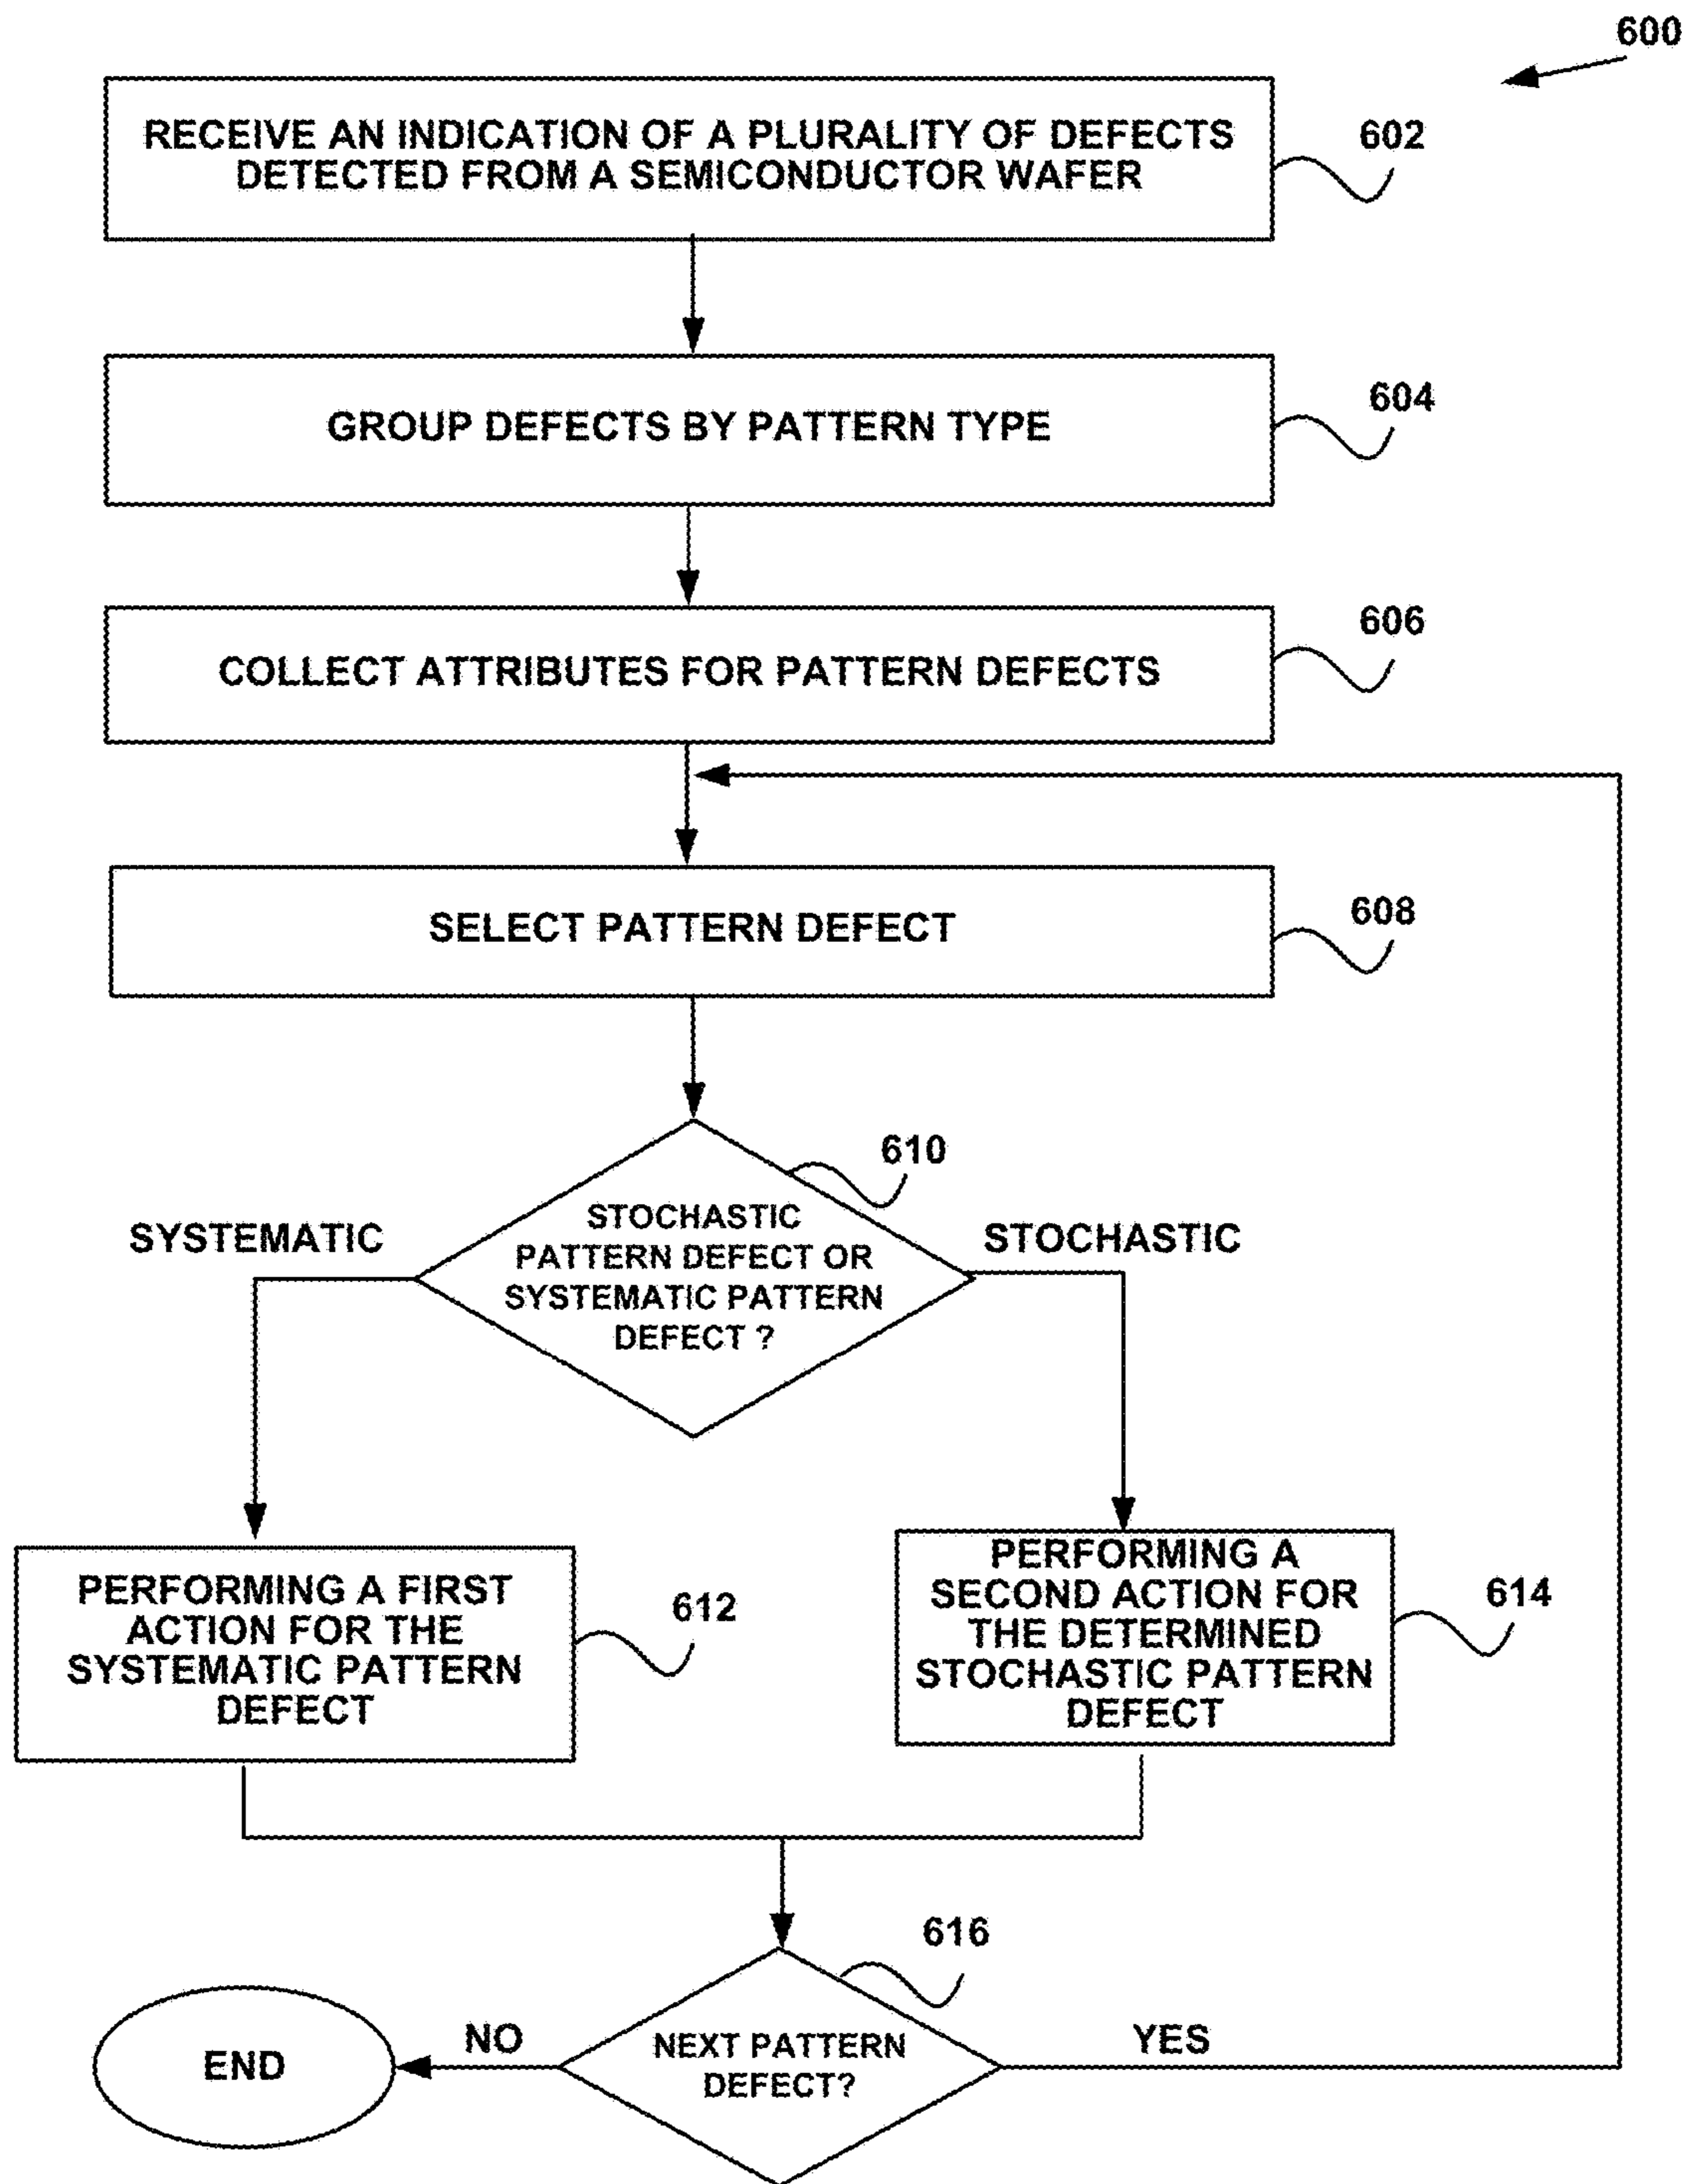 600
RECEIVE AN INDICATION OF A PLURALITY OF DEFECTS
DETECTED FROM A SEMICONDUCTOR WAFER
602
GROUP DEFECTS BY PATTERN TYPE
604
COLLECT ATTRIBUTES FOR PATTERN DEFECTS
606
SELECT PATTERN DEFECT
608
610
SYSTEMATIC
STOCHASTIC
PATTERN DEFECT OR
SYSTEMATIC PATTERN
DEFECT ?
STOCHASTIC
PERFORMING A FIRST
ACTION FOR THE
SYSTEMATIC PATTERN
DEFECT
612
PERFORMING A
SECOND ACTION FOR
THE DETERMINED
STOCHASTIC PATTERN
DEFECT
614
616
END
NO
NEXT PATTERN
DEFECT?
YES